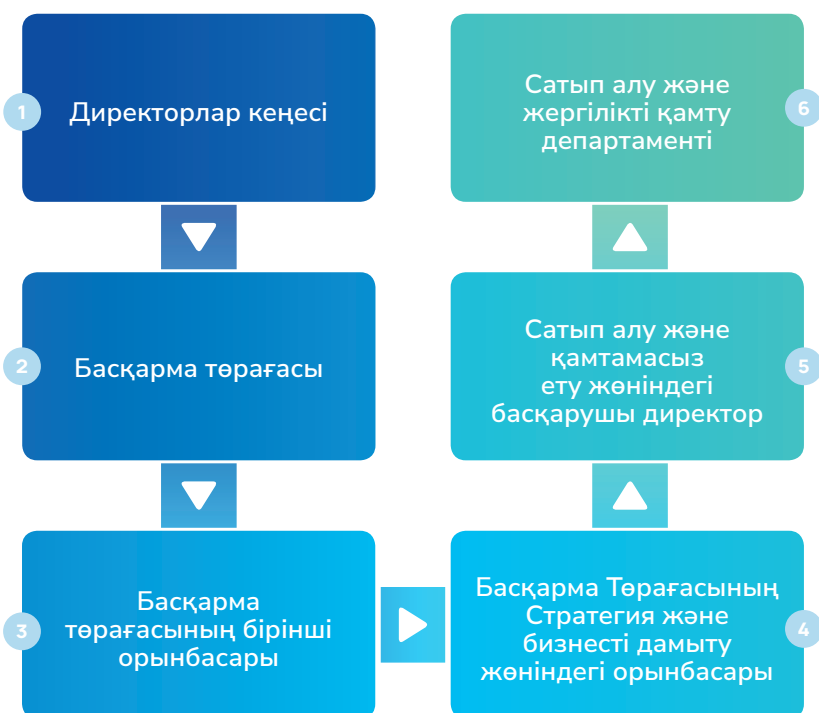 1
Директорлар кеңесі
2
Басқарма төрағасы
3
Басқарма
төрағасының бірінші
орынбасары
4
Басқарма Төрағасының
Стратегия және
бизнесті дамыту
жөніндегі орынбасары
5
Сатып алу және
қамтамасыз
ету жөніндегі
басқарушы директор
6
Сатып алу және
жергілікті қамту
департаменті